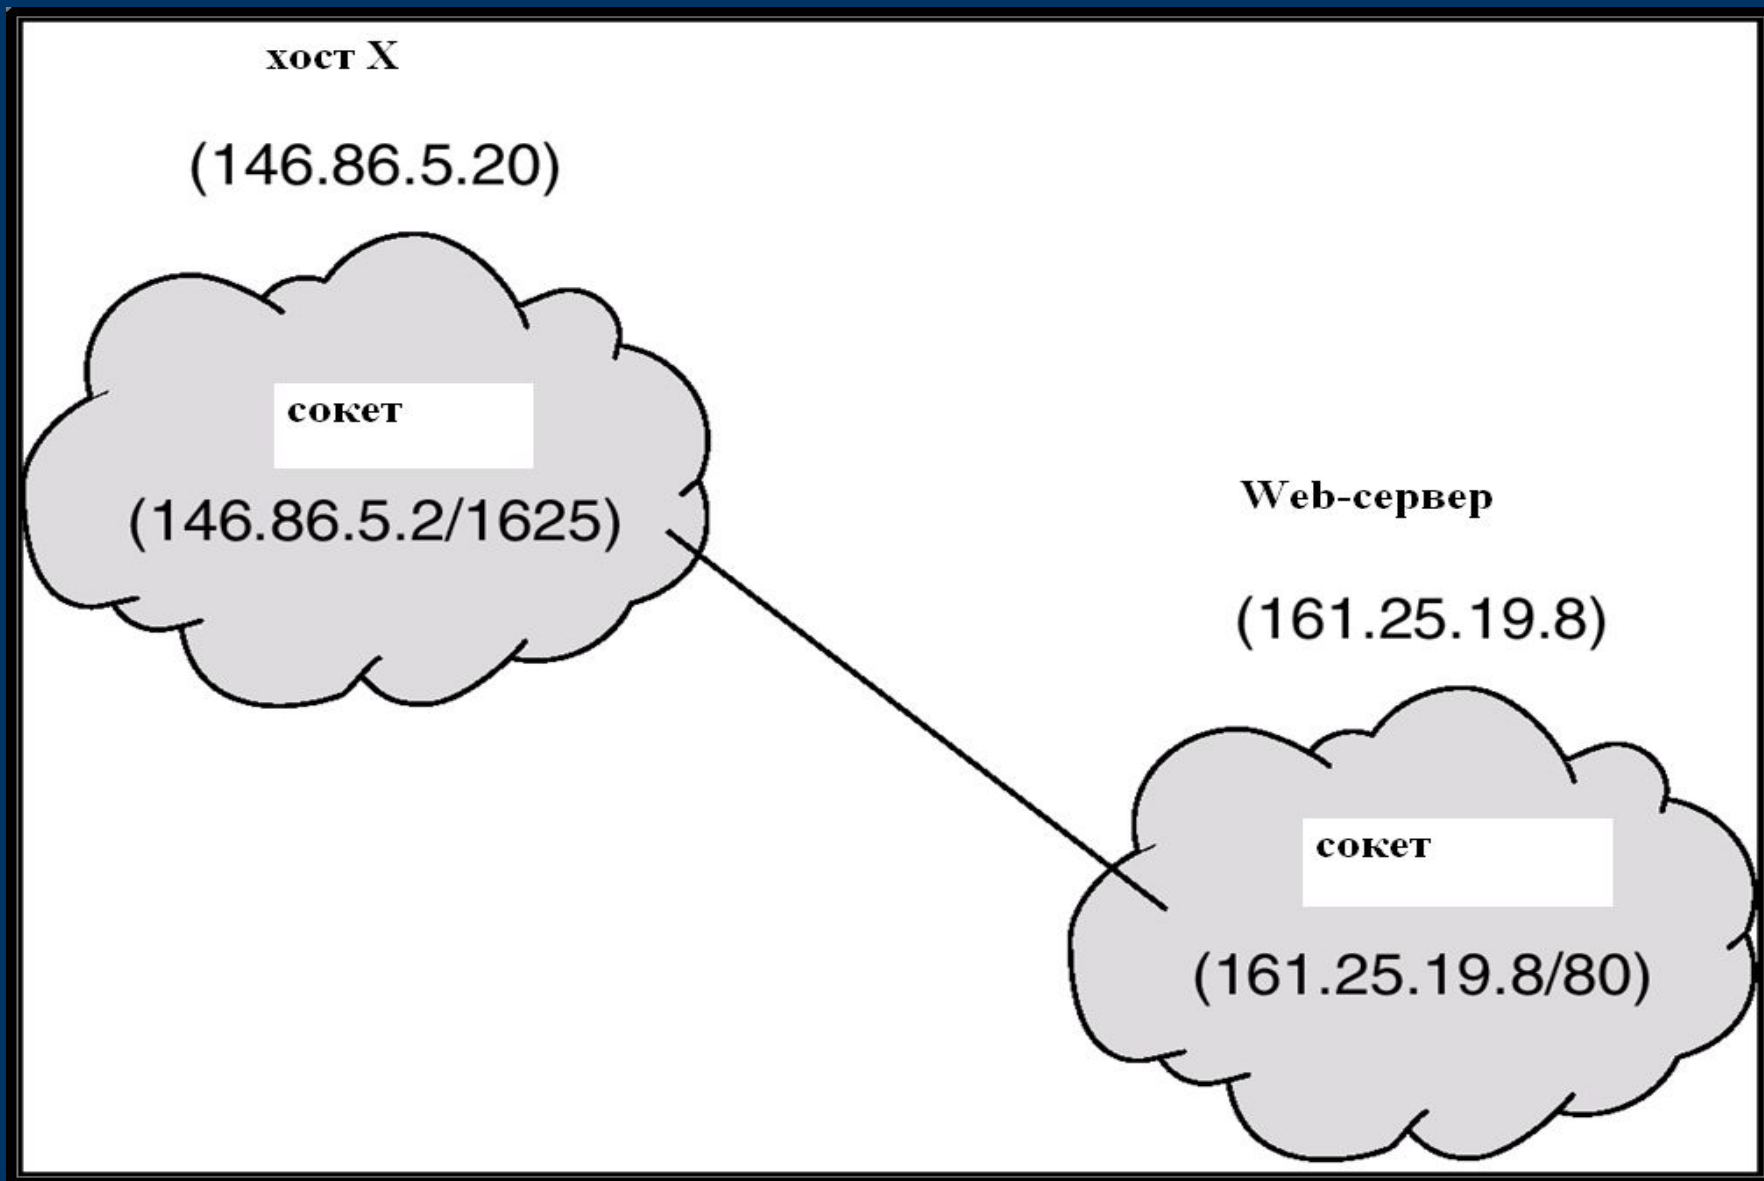 хост X
(146.86.5.20)
сокет
(146.86.5.2/1625)
Web-сервер
(161.25.19.8)
сокет
(161.25.19.8/80)